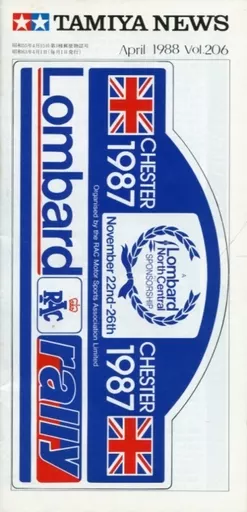 TAMIYA NEWS
April 1988 Vol.206
CHESTER
1987
A
Lombard
North Central
SPONSORSHIP
November 22nd-26th
CHESTER
1987
Organised by the RAC Motor Sports Association Limited
Lombard
RAC
rally